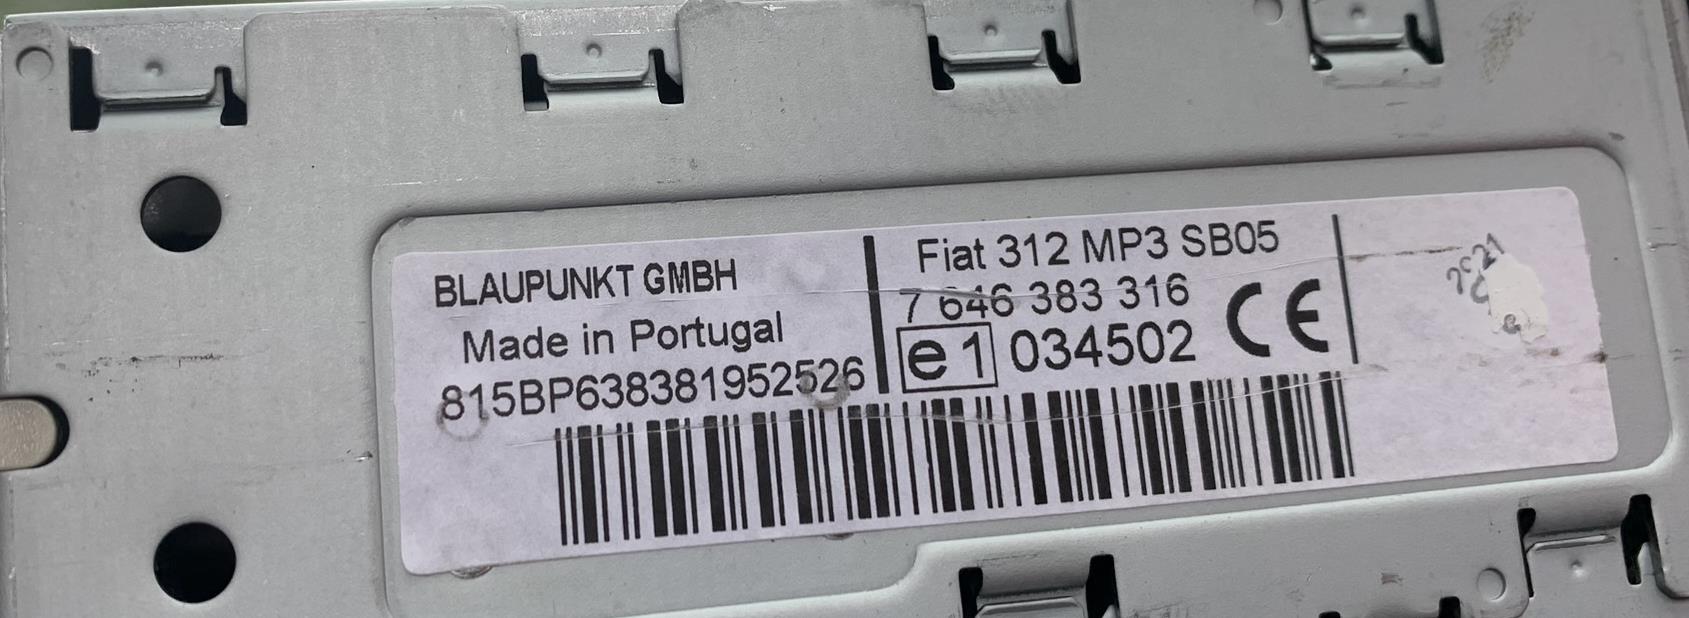 BLAUPUNKT GMBH
Made in Portugal
815BP638381952526
Fiat 312 MP3 SB05
7 646 383 316
e1 034502 CE